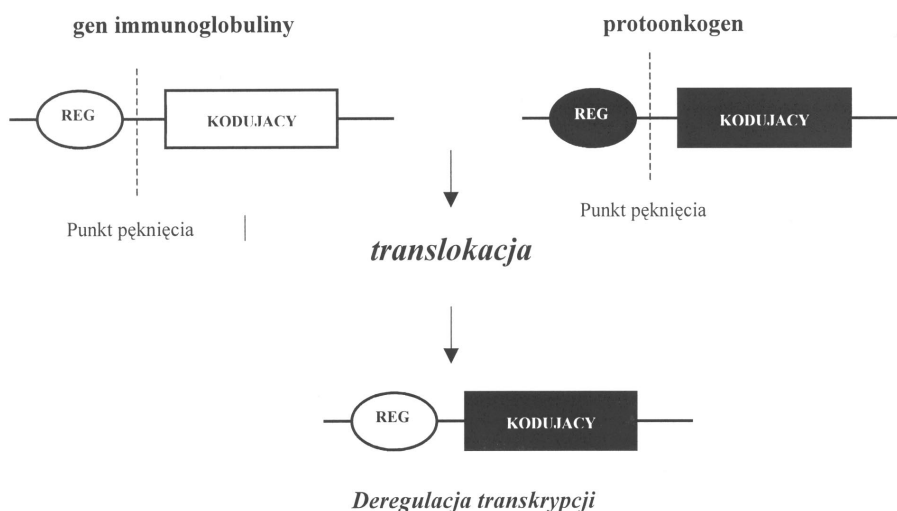 gen immunoglobuliny
protoonkogen
REG
KODUJACY
REG
KODUJACY
Punkt pęknięcia
Punkt pęknięcia
translokacja
REG
KODUJACY
Deregulacja transkrypcji